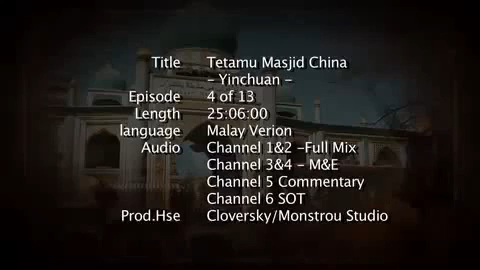 Title Tetamu Masjid China
- Yinchuan -
Episode 4 of 13
Length 25:06:00
language Malay Verion
Audio Channel 1&2 -Full Mix
Channel 3&4 - M&E
Channel 5 Commentary
Channel 6 SOT
Prod.Hse Cloversky/Monstrou Studio